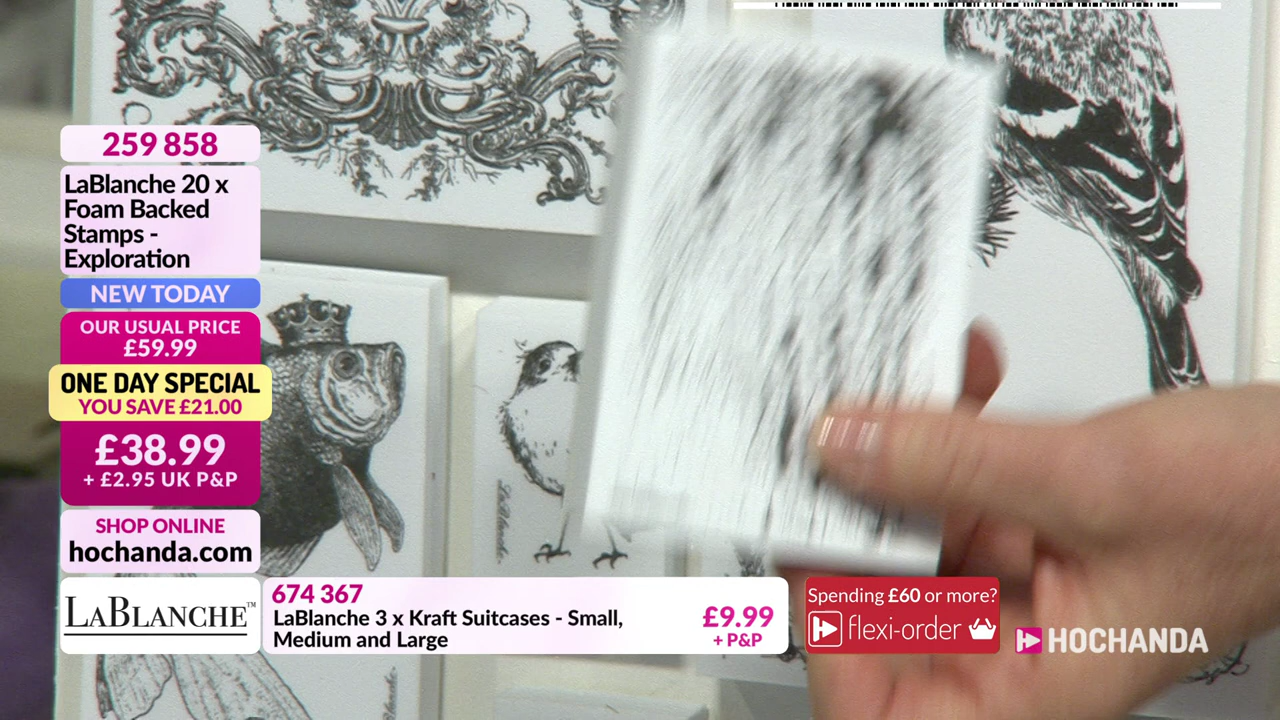 259 858
LaBlanche 20 x
Foam Backed
Stamps -
Exploration
NEW TODAY
OUR USUAL PRICE
£59.99
ONE DAY SPECIAL
YOU SAVE £21.00
£38.99
+ £2.95 UK P&P
SHOP ONLINE
hochanda.com
LABLANCHE™
674 367
LaBlanche 3 x Kraft Suitcases - Small,
Medium and Large
£9.99
+ P&P
Spending £60 or more?
flexi-order
HOCHANDA
LaBlanche
LaBlanche